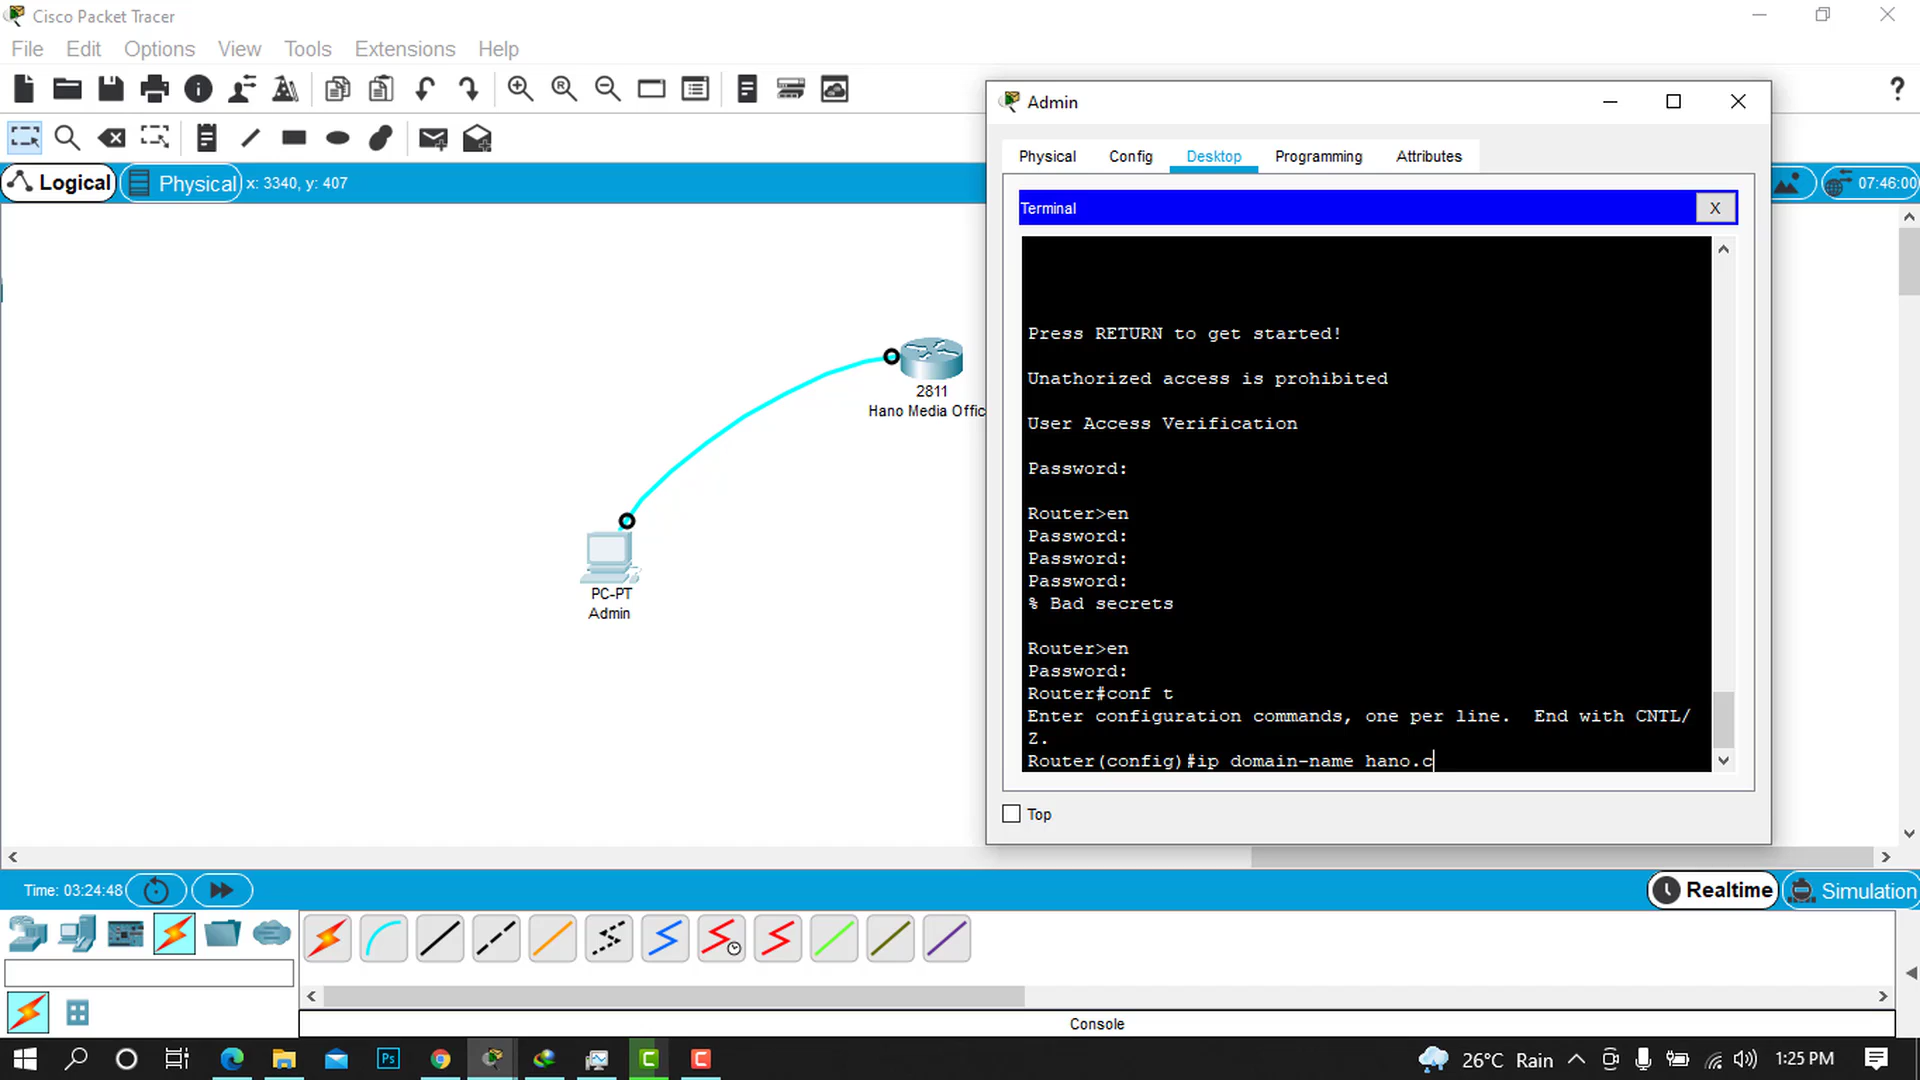 Cisco Packet Tracer
File Edit Options View Tools Extensions Help
Admin
Physical Config Desktop Programming Attributes
Logical Physical x: 3340, y: 407
07:46:00
Terminal X
Press RETURN to get started!
Unathorized access is prohibited
User Access Verification
Password:
Router>en
Password:
Password:
Password:
% Bad secrets
Router>en
Password:
Router#conf t
Enter configuration commands, one per line.  End with CNTL/
Z.
Router(config)#ip domain-name hano.c
Top
2811
Hano Media Offic
PC-PT
Admin
Time: 03:24:48
Realtime Simulation
Console
26°C Rain 1:25 PM